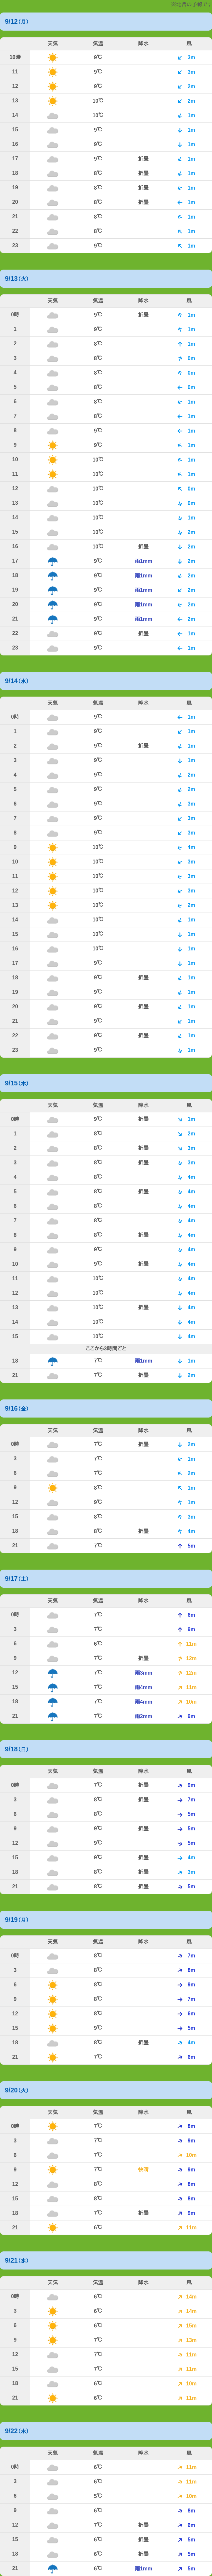 9/12(月)
天気 気温 降水 風
10時 9℃ 3m
11 9℃ 3m
12 9℃ 2m
13 10℃ 2m
14 10℃ 1m
15 9℃ 1m
16 9℃ 1m
17 9℃ 折畳 1m
18 8℃ 折畳 1m
19 8℃ 折畳 1m
20 8℃ 折畳 1m
21 8℃ 1m
22 8℃ 1m
23 9℃ 1m
9/13(火)
天気 気温 降水 風
0時 9℃ 折畳 1m
1 9℃ 1m
2 8℃ 1m
3 8℃ 0m
4 8℃ 0m
5 8℃ 0m
6 8℃ 1m
7 8℃ 1m
8 9℃ 1m
9 9℃ 1m
10 10℃ 1m
11 10℃ 1m
12 10℃ 0m
13 10℃ 0m
14 10℃ 1m
15 10℃ 2m
16 10℃ 折畳 2m
17 9℃ 雨1mm 2m
18 9℃ 雨1mm 2m
19 9℃ 雨1mm 2m
20 9℃ 雨1mm 2m
21 9℃ 雨1mm 2m
22 9℃ 折畳 1m
23 9℃ 1m
9/14(水)
天気 気温 降水 風
0時 9℃ 1m
1 9℃ 1m
2 9℃ 折畳 1m
3 9℃ 1m
4 9℃ 2m
5 9℃ 2m
6 9℃ 3m
7 9℃ 3m
8 9℃ 3m
9 10℃ 4m
10 10℃ 3m
11 10℃ 3m
12 10℃ 3m
13 10℃ 2m
14 10℃ 1m
15 10℃ 1m
16 10℃ 1m
17 9℃ 1m
18 9℃ 折畳 1m
19 9℃ 1m
20 9℃ 折畳 1m
21 9℃ 1m
22 9℃ 折畳 1m
23 9℃ 1m
9/15(木)
天気 気温 降水 風
0時 9℃ 折畳 1m
1 8℃ 2m
2 8℃ 折畳 3m
3 8℃ 折畳 3m
4 8℃ 4m
5 8℃ 折畳 4m
6 8℃ 4m
7 8℃ 4m
8 8℃ 折畳 4m
9 9℃ 4m
10 9℃ 折畳 4m
11 10℃ 4m
12 10℃ 4m
13 10℃ 折畳 4m
14 10℃ 4m
15 10℃ 4m
ここから3時間ごと
18 7℃ 雨1mm 1m
21 7℃ 折畳 2m
9/16(金)
天気 気温 降水 風
0時 7℃ 折畳 2m
3 7℃ 1m
6 7℃ 2m
9 8℃ 1m
12 9℃ 1m
15 8℃ 3m
18 8℃ 折畳 4m
21 7℃ 5m
9/17(土)
天気 気温 降水 風
0時 7℃ 6m
3 7℃ 9m
6 6℃ 11m
9 7℃ 折畳 12m
12 7℃ 雨3mm 12m
15 7℃ 雨4mm 11m
18 7℃ 雨4mm 10m
21 7℃ 雨2mm 9m
9/18(日)
天気 気温 降水 風
0時 7℃ 折畳 9m
3 8℃ 折畳 7m
6 8℃ 5m
9 9℃ 折畳 5m
12 9℃ 5m
15 9℃ 折畳 4m
18 8℃ 折畳 3m
21 8℃ 折畳 5m
9/19(月)
天気 気温 降水 風
0時 8℃ 7m
3 8℃ 8m
6 8℃ 9m
9 8℃ 7m
12 8℃ 6m
15 9℃ 5m
18 8℃ 折畳 4m
21 7℃ 6m
9/20(火)
天気 気温 降水 風
0時 7℃ 8m
3 7℃ 9m
6 7℃ 10m
9 7℃ 9m
12 8℃ 8m
15 8℃ 8m
18 7℃ 折畳 9m
21 6℃ 11m
9/21(水)
天気 気温 降水 風
0時 6℃ 14m
3 6℃ 14m
6 6℃ 15m
9 7℃ 13m
12 7℃ 11m
15 7℃ 11m
18 6℃ 10m
21 6℃ 11m
9/22(木)
天気 気温 降水 風
0時 6℃ 11m
3 6℃ 11m
6 5℃ 10m
9 6℃ 8m
12 7℃ 折畳 6m
15 6℃ 折畳 5m
18 6℃ 折畳 5m
21 6℃ 雨1mm 5m